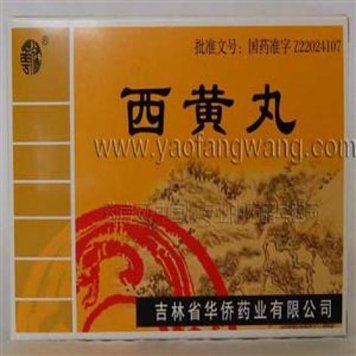 批准文号：国药准字Z22024107
西黄丸
www.yaofangwang.com
吉林省华侨药业有限公司